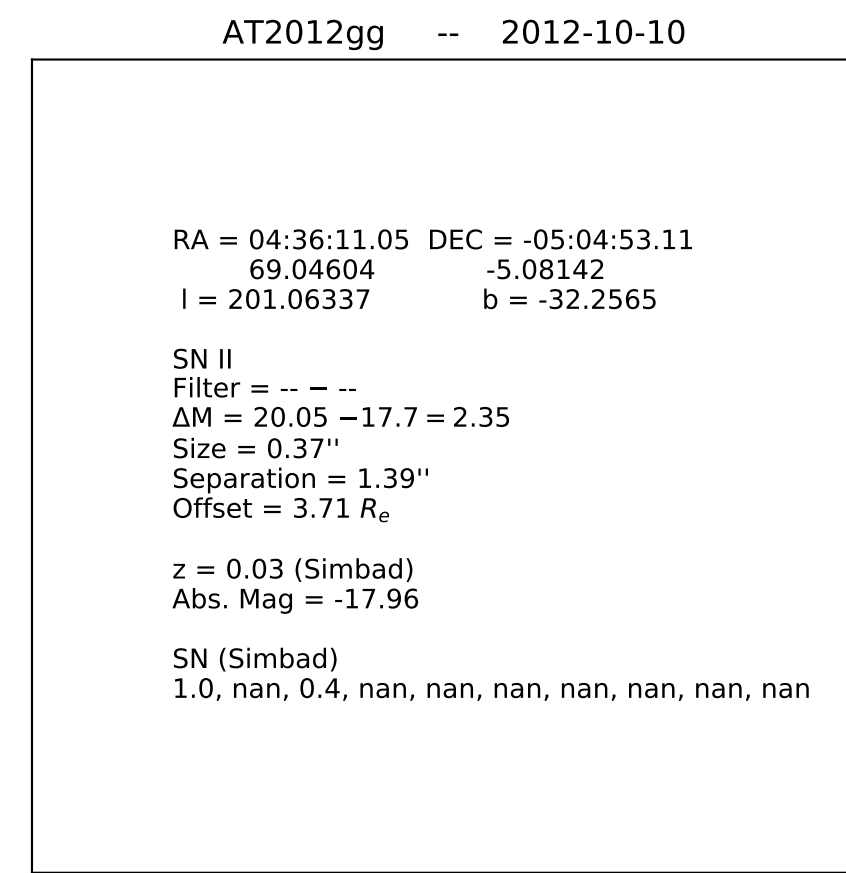 AT2012gg -- 2012-10-10
RA = 04:36:11.05 DEC = -05:04:53.11
69.04604 -5.08142
l = 201.06337 b = -32.2565
SN II
Filter = -- − --
ΔM = 20.05 −17.7 = 2.35
Size = 0.37''
Separation = 1.39''
Offset = 3.71 Rₑ
z = 0.03 (Simbad)
Abs. Mag = -17.96
SN (Simbad)
1.0, nan, 0.4, nan, nan, nan, nan, nan, nan, nan